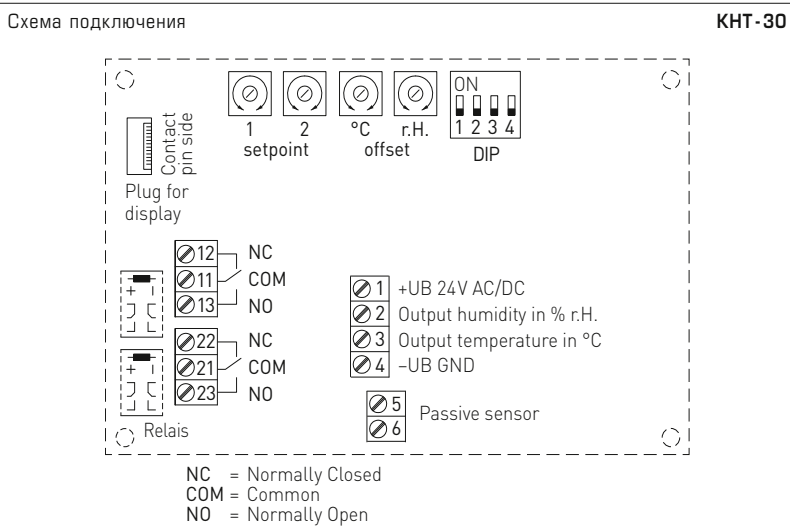 Схема подключения
KHT-30
ON
1 2 3 4
DIP
1 2
setpoint
°C r.H.
offset
Contact
pin side
Plug for
display
12 NC
11 COM
13 NO
22 NC
21 COM
23 NO
+
+
Relais
1 +UB 24V AC/DC
2 Output humidity in % r.H.
3 Output temperature in °C
4 –UB GND
5
6
Passive sensor
NC = Normally Closed
COM = Common
NO = Normally Open